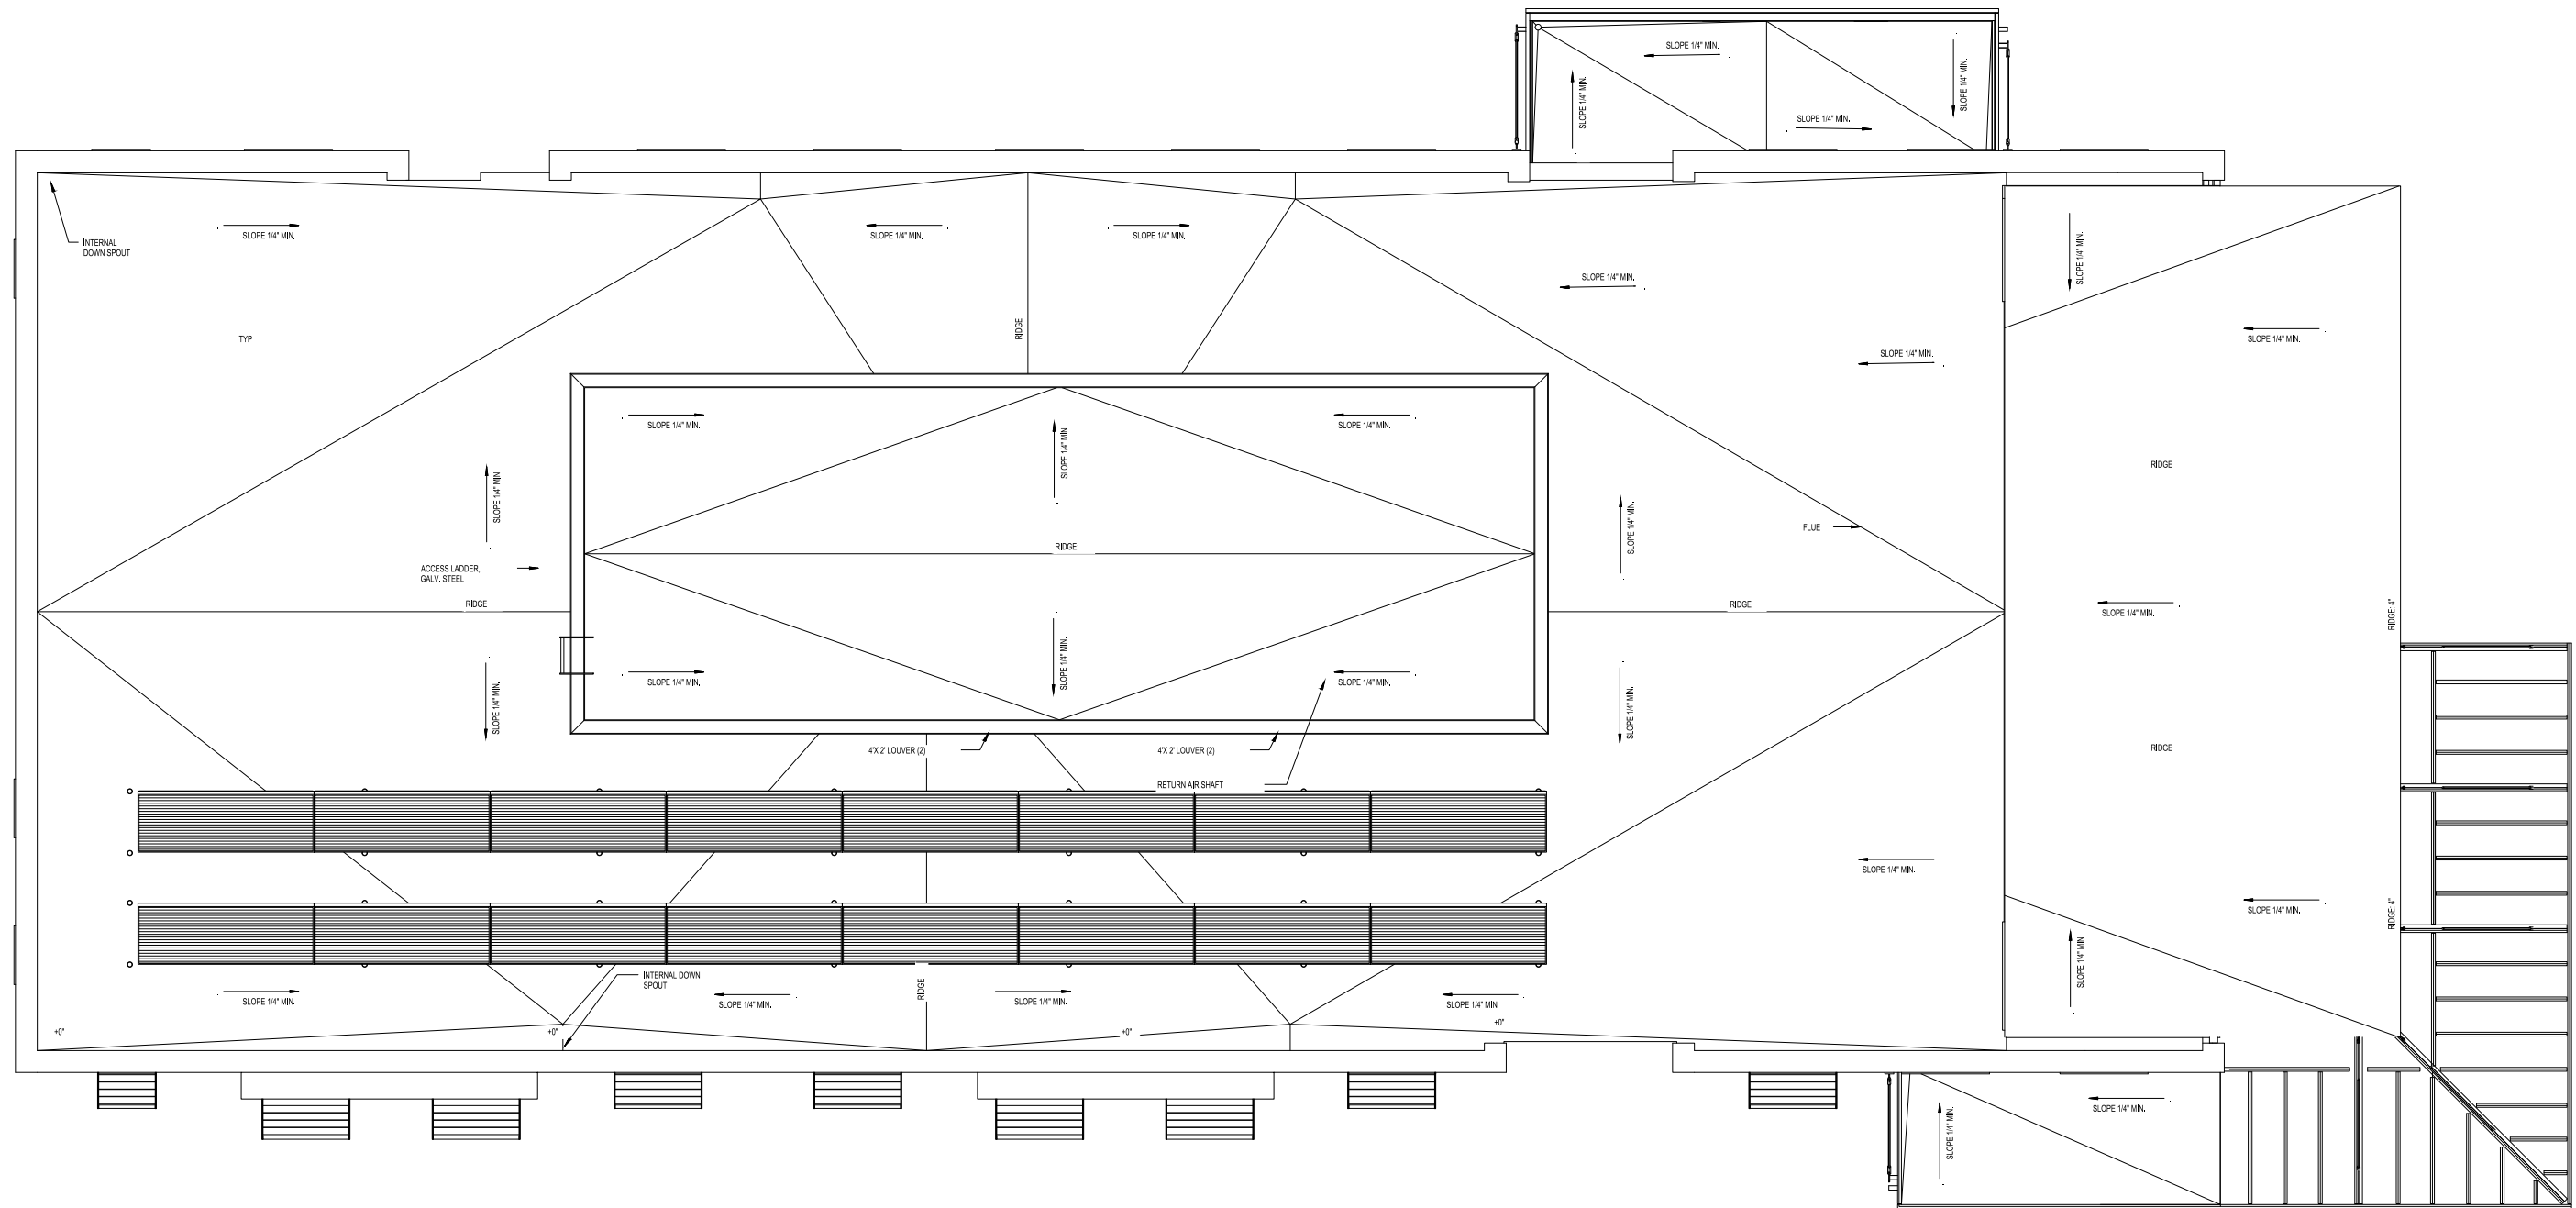 SLOPE 1/4" MIN.
SLOPE 1/4" MIN.
SLOPE 1/4" MIN.
SLOPE 1/4" MIN.
INTERNAL
DOWN SPOUT
SLOPE 1/4" MIN.
SLOPE 1/4" MIN.
SLOPE 1/4" MIN.
SLOPE 1/4" MIN.
SLOPE 1/4" MIN.
TYP
RIDGE
SLOPE 1/4" MIN.
SLOPE 1/4" MIN.
SLOPE 1/4" MIN.
SLOPE 1/4" MIN.
SLOPE 1/4" MIN.
RIDGE
SLOPE 1/4" MIN.
SLOPE 1/4" MIN.
FLUE
SLOPE 1/4" MIN.
RIDGE:
ACCESS LADDER,
GALV. STEEL
RIDGE
RIDGE
SLOPE 1/4" MIN.
RIDGE: 4"
SLOPE 1/4" MIN.
SLOPE 1/4" MIN.
SLOPE 1/4" MIN.
SLOPE 1/4" MIN.
SLOPE 1/4" MIN.
4'X 2' LOUVER (2)
4'X 2' LOUVER (2)
RIDGE
RETURN AIR SHAFT
SLOPE 1/4" MIN.
SLOPE 1/4" MIN.
RIDGE: 4"
SLOPE 1/4" MIN.
INTERNAL DOWN
SPOUT
RIDGE
SLOPE 1/4" MIN.
SLOPE 1/4" MIN.
SLOPE 1/4" MIN.
SLOPE 1/4" MIN.
+0"
+0"
+0"
+0"
SLOPE 1/4" MIN.
SLOPE 1/4" MIN.